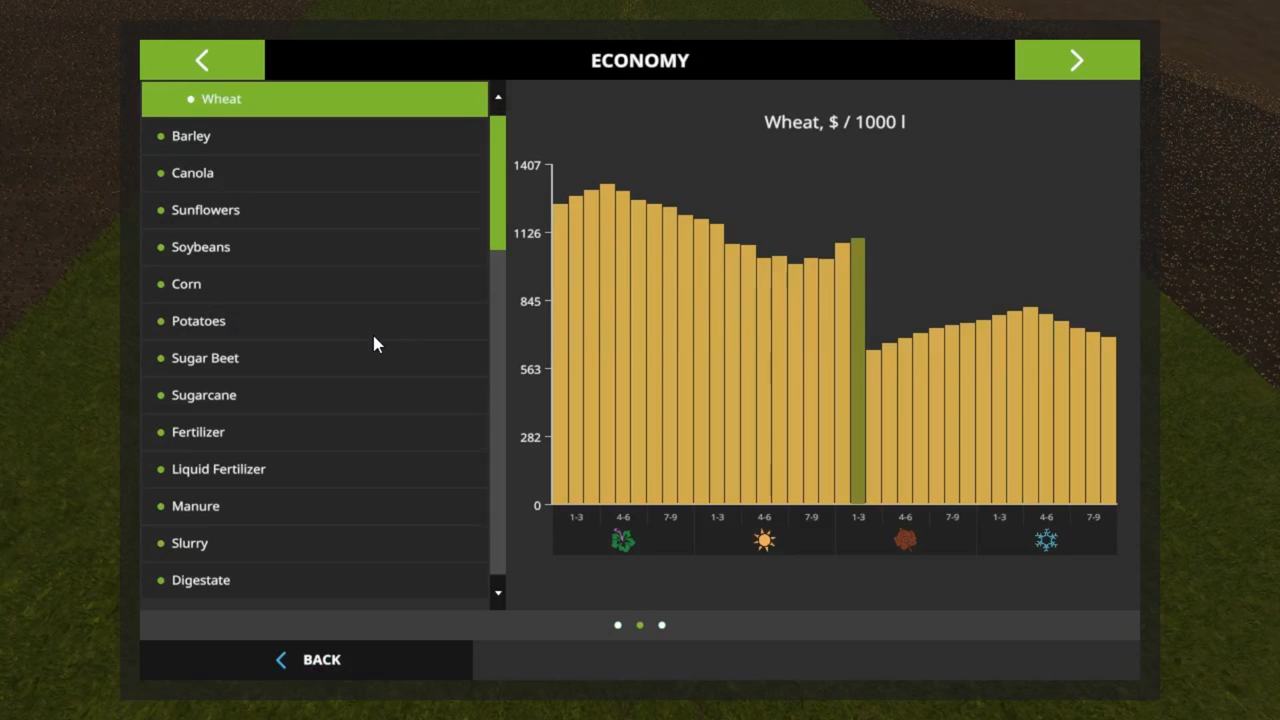 ECONOMY
Wheat
Barley
Canola
Sunflowers
Soybeans
Corn
Potatoes
Sugar Beet
Sugarcane
Fertilizer
Liquid Fertilizer
Manure
Slurry
Digestate
Wheat, $ / 1000 l
1407
1126
845
563
282
0
1-3 4-6 7-9 1-3 4-6 7-9 1-3 4-6 7-9 1-3 4-6 7-9
BACK